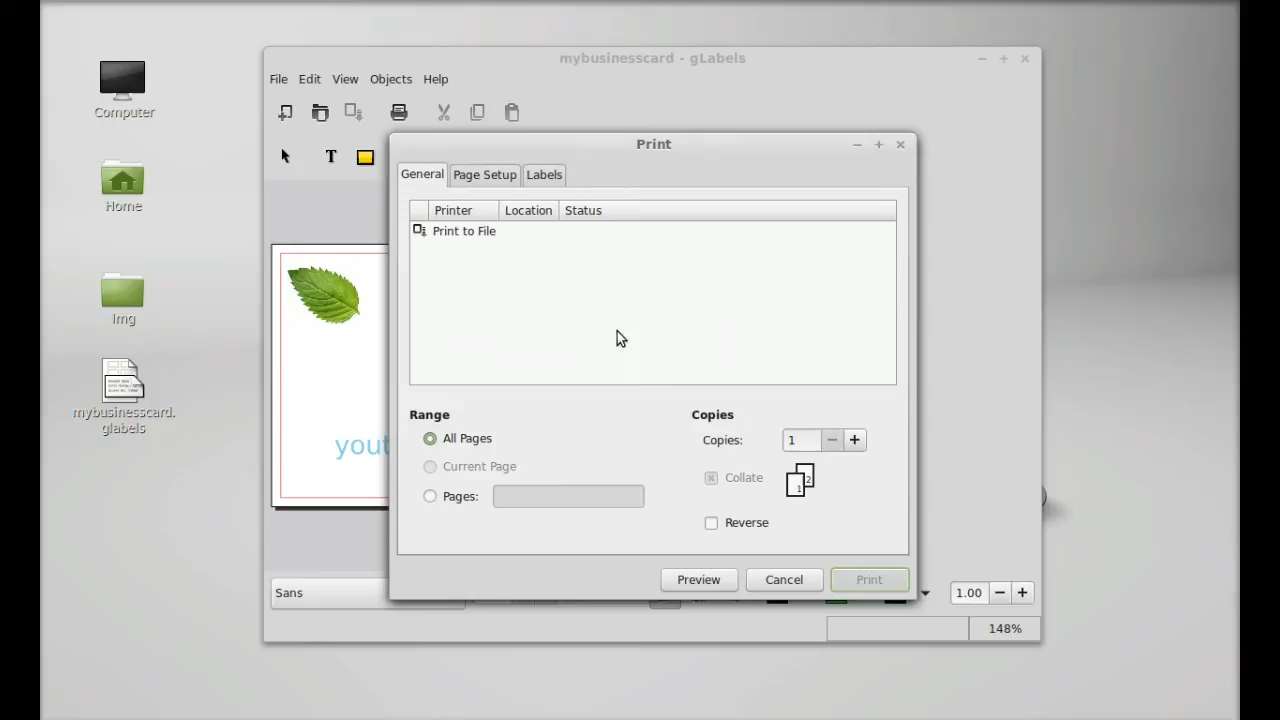 mybusinesscard - gLabels
File Edit View Objects Help
Computer
T
Print
General Page Setup Labels
Home
Printer Location Status
Print to File
Img
mybusinesscard.
glabels
yout
Range
All Pages
Current Page
Pages:
Copies
Copies: 1
Collate
1 2
Reverse
Preview Cancel Print
Sans
1.00
148%